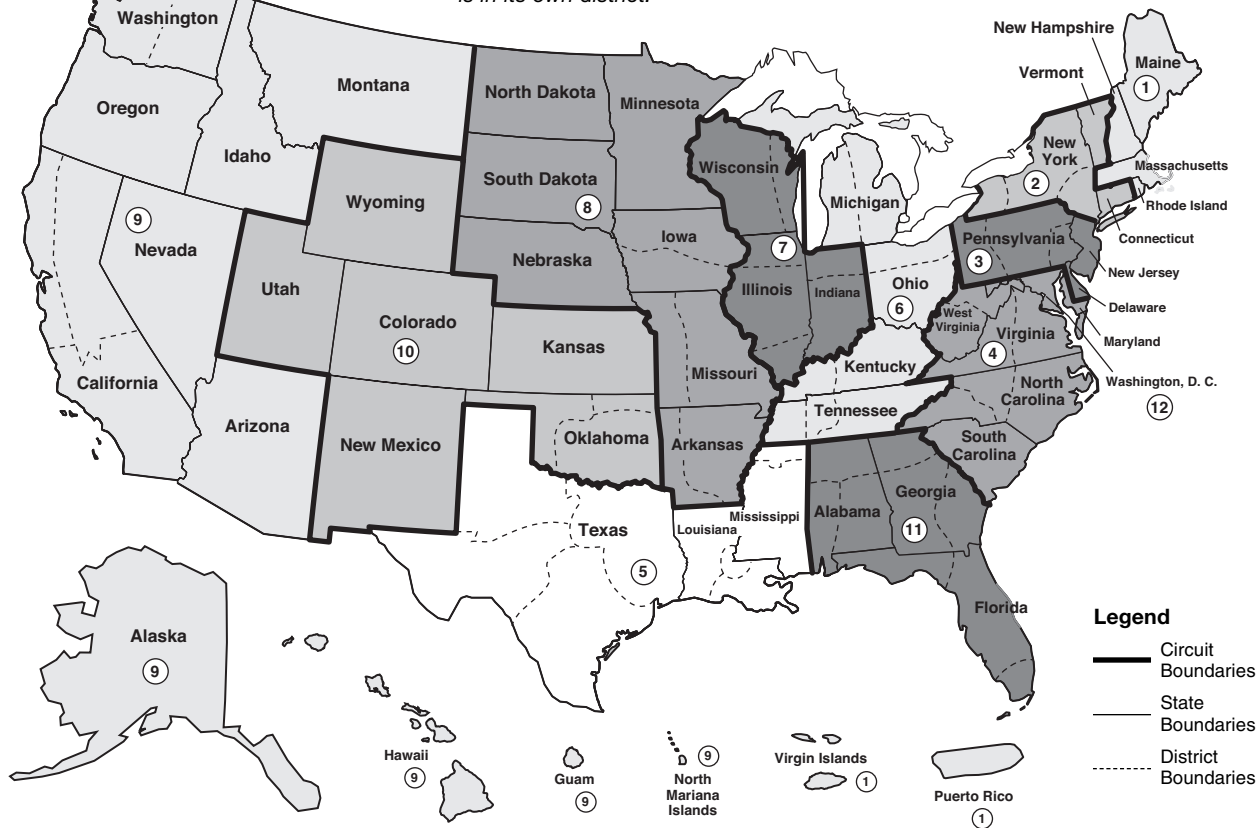 is in its own district.
Washington
New Hampshire
Maine
1
Vermont
Montana
North Dakota
Minnesota
Oregon
New
York
2
Idaho
Wisconsin
Massachusetts
South Dakota
8
Wyoming
Michigan
Rhode Island
9
Nevada
Iowa
7
Pennsylvania
3
Connecticut
Nebraska
New Jersey
Utah
Illinois
Indiana
Ohio
6
Delaware
Colorado
10
West
Virginia
Virginia
4
Maryland
Kansas
Missouri
Kentucky
California
Washington, D. C.
12
North
Carolina
Tennessee
Arizona
New Mexico
Oklahoma
Arkansas
South
Carolina
Georgia
11
Alabama
Mississippi
Louisiana
Texas
5
Florida
Legend
Circuit
Boundaries
State
Boundaries
District
Boundaries
Alaska
9
Hawaii
9
Guam
9
9
North
Mariana
Islands
Virgin Islands
1
Puerto Rico
1